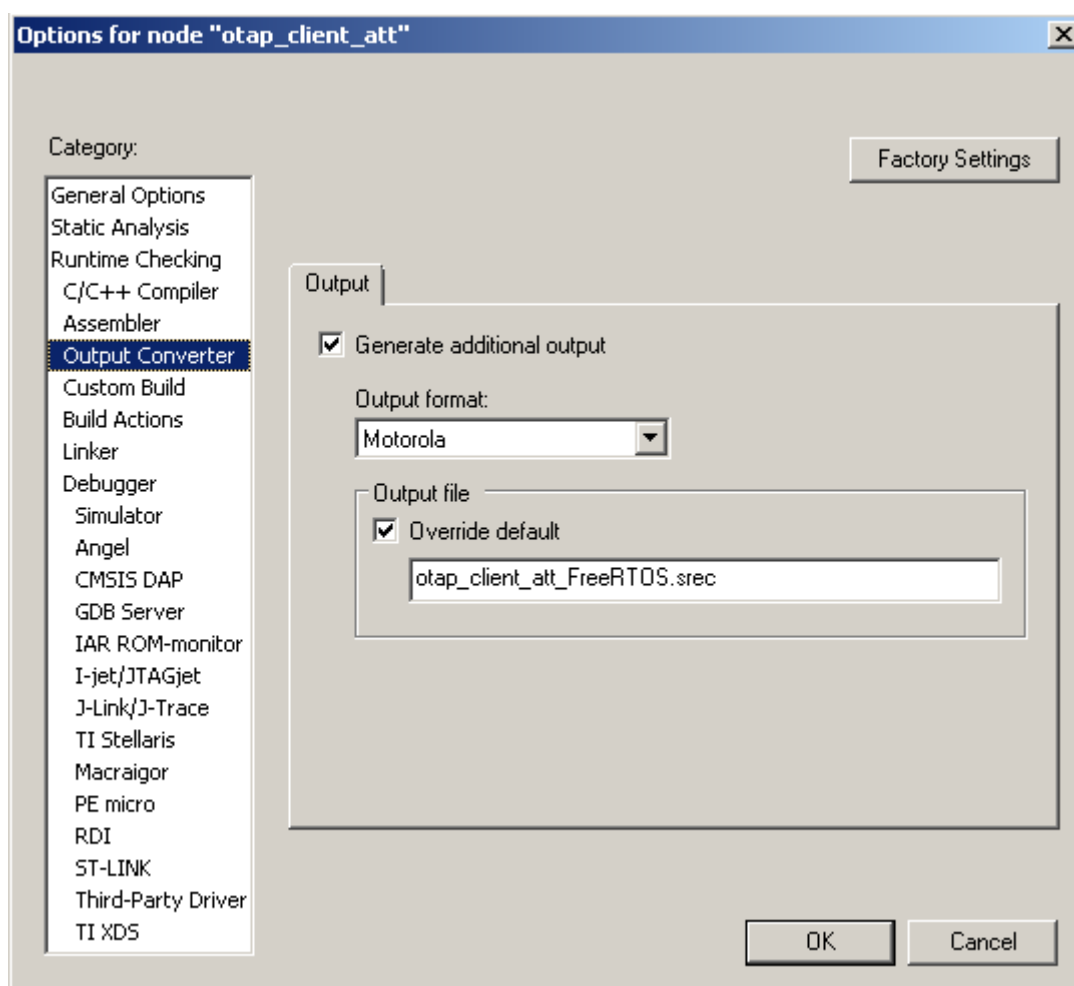 Options for node "otap_client_att"
Category:
Factory Settings
General Options
Static Analysis
Runtime Checking
C/C++ Compiler
Assembler
Output Converter
Custom Build
Build Actions
Linker
Debugger
Simulator
Angel
CMSIS DAP
GDB Server
IAR ROM-monitor
I-jet/JTAGjet
J-Link/J-Trace
TI Stellaris
Macraigor
PE micro
RDI
ST-LINK
Third-Party Driver
TI XDS
Output
Generate additional output
Output format:
Motorola
Output file
Override default
otap_client_att_FreeRTOS.srec
OK
Cancel